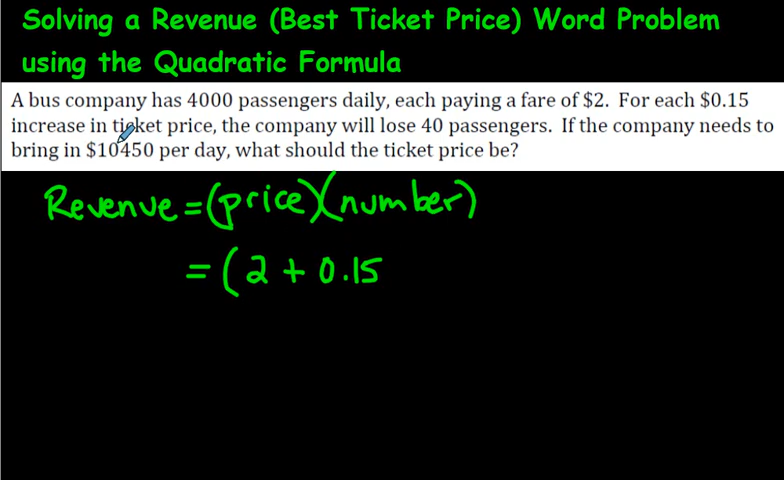 Solving a Revenue (Best Ticket Price) Word Problem
using the Quadratic Formula
A bus company has 4000 passengers daily, each paying a fare of $2. For each $0.15
increase in ticket price, the company will lose 40 passengers. If the company needs to
bring in $10450 per day, what should the ticket price be?
Revenue = (price)(number)
= (2 + 0.15